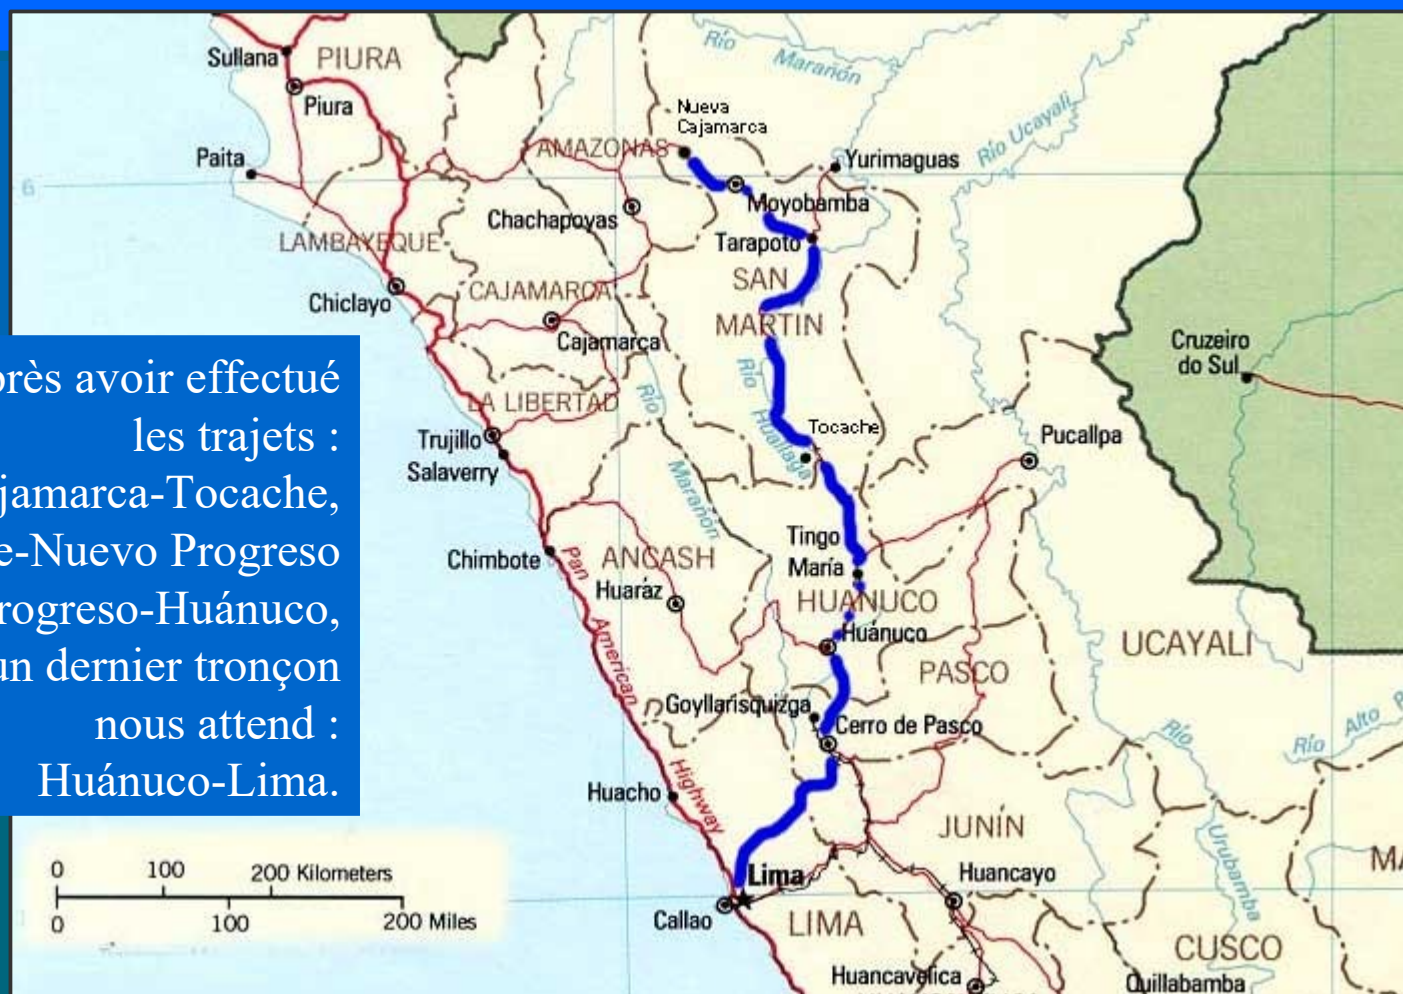 Sullana
PIURA
Piura
Paita
6
LAMBAYEQUE
Chiclayo
AMAZONAS
Chachapoyas
CAJAMARCA
Cajamarca
LA LIBERTAD
Trujillo
Salaverry
Chimbote
ANCASH
Huaráz
Pan American Highway
Huacho
Río Marañón
Nueva
Cajamarca
Moyobamba
Yurimaguas
Tarapoto
SAN
MARTIN
Río Huallaga
Río Marañón
Tocache
Tingo
María
HUANUCO
Huánuco
Goyllarisquizga
Cerro de Pasco
PASCO
Río Ucayali
Pucallpa
Cruzeiro
do Sul
UCAYALI
Río
Urubamba
Río Alto
JUNÍN
Lima
Callao
LIMA
Huancayo
Huancavelica
CUSCO
Quillabamba
près avoir effectué
les trajets :
jamarca-Tocache,
e-Nuevo Progreso
rogreso-Huánuco,
un dernier tronçon
nous attend :
Huánuco-Lima.
0 100 200 Kilometers
0 100 200 Miles